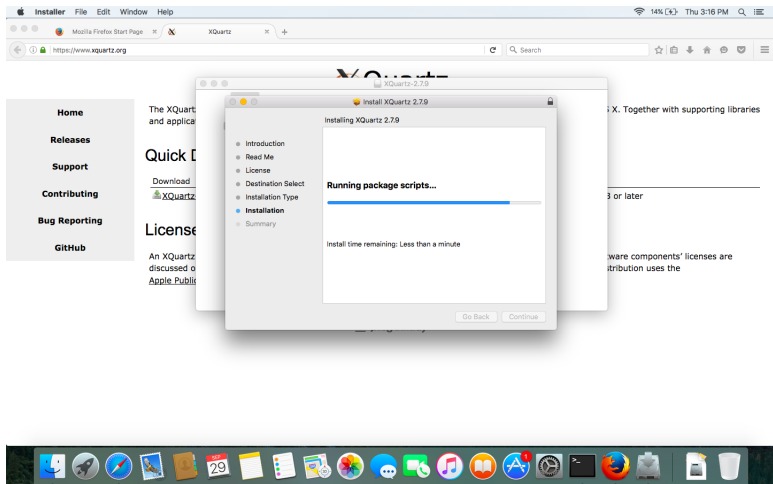 Installer File Edit Window Help
14% Thu 3:16 PM
Mozilla Firefox Start Page
XQuartz
https://www.xquartz.org
Search
XQuartz
XQuartz-2.7.9
Install XQuartz 2.7.9
Home
Releases
Support
Contributing
Bug Reporting
GitHub
The XQuart
X. Together with supporting libraries
and applica
Quick D
Download
XQuartz
or later
License
An XQuartz
ware components' licenses are
discussed o
stribution uses the
Apple Public
Installing XQuartz 2.7.9
Introduction
Read Me
License
Destination Select
Installation Type
Installation
Summary
Running package scripts...
Install time remaining: Less than a minute
Go Back
Continue
SEP
29
1